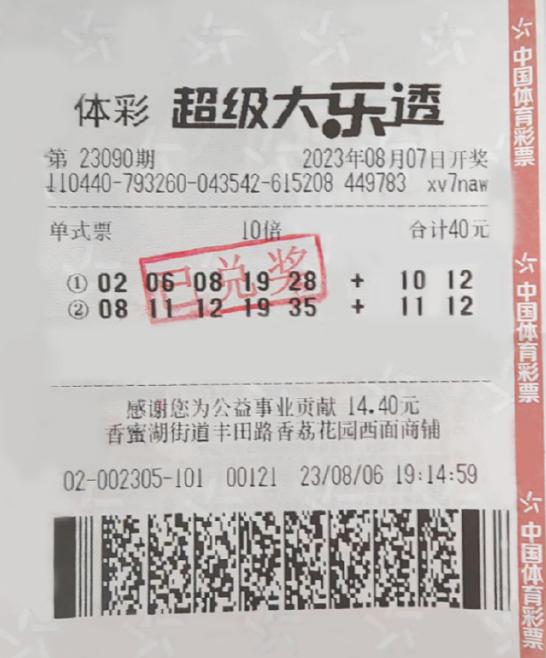 体彩 超级大乐透
第 23090期 2023年08月07日开奖
110440-793260-043542-615208 449783 xv7naw
单式票 10倍 合计40元
① 02 06 08 19 28 + 10 12
② 08 11 12 19 35 + 11 12
已兑奖
感谢您为公益事业贡献 14.40元
香蜜湖街道丰田路香荔花园西面商铺
02-002305-101 00121 23/08/06 19:14:59
中国体育彩票
中国体育彩票
中国体育彩票